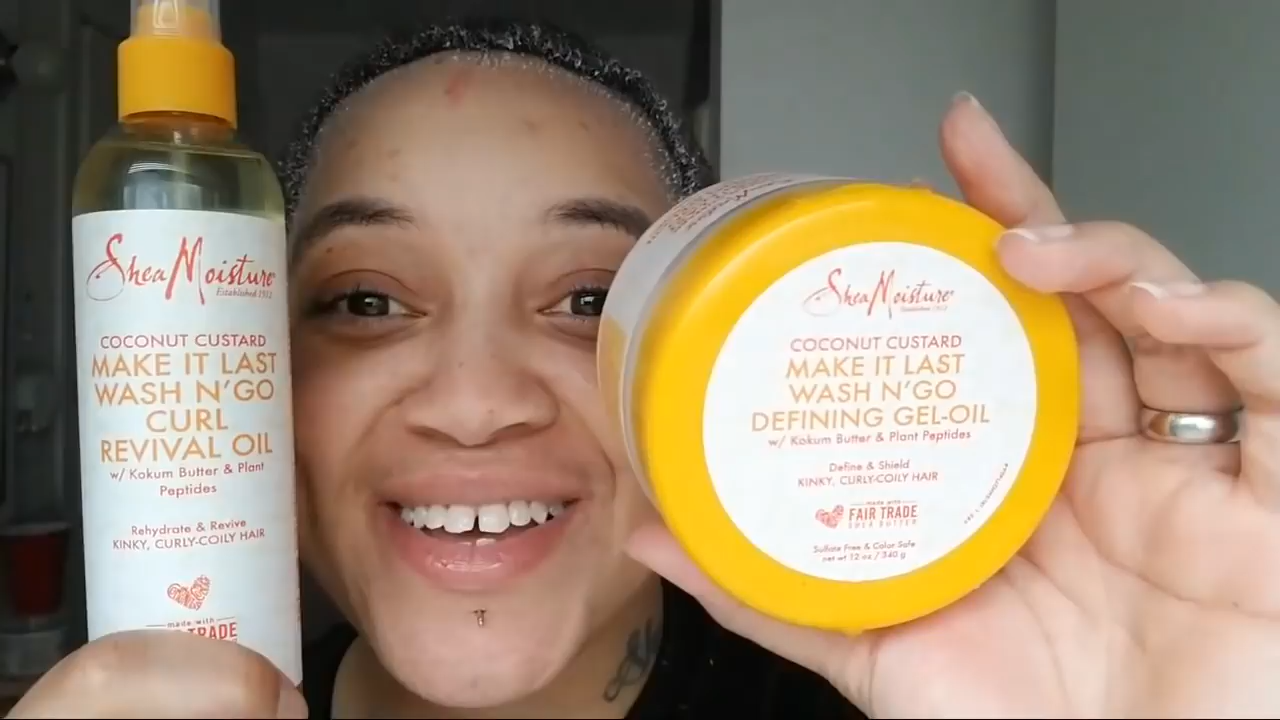 SheaMoisture
Established 1912
COCONUT CUSTARD
MAKE IT LAST
WASH N'GO
CURL
REVIVAL OIL
w/ Kokum Butter & Plant
Peptides
Rehydrate & Revive
KINKY, CURLY-COILY HAIR
made with
TRADE
SheaMoisture
Established 1912
COCONUT CUSTARD
MAKE IT LAST
WASH N'GO
DEFINING GEL-OIL
w/ Kokum Butter & Plant Peptides
Define & Shield
KINKY, CURLY-COILY HAIR
made with
FAIR TRADE
SHEA BUTTER
Sulfate Free & Color Safe
net wt 12 oz / 340 g